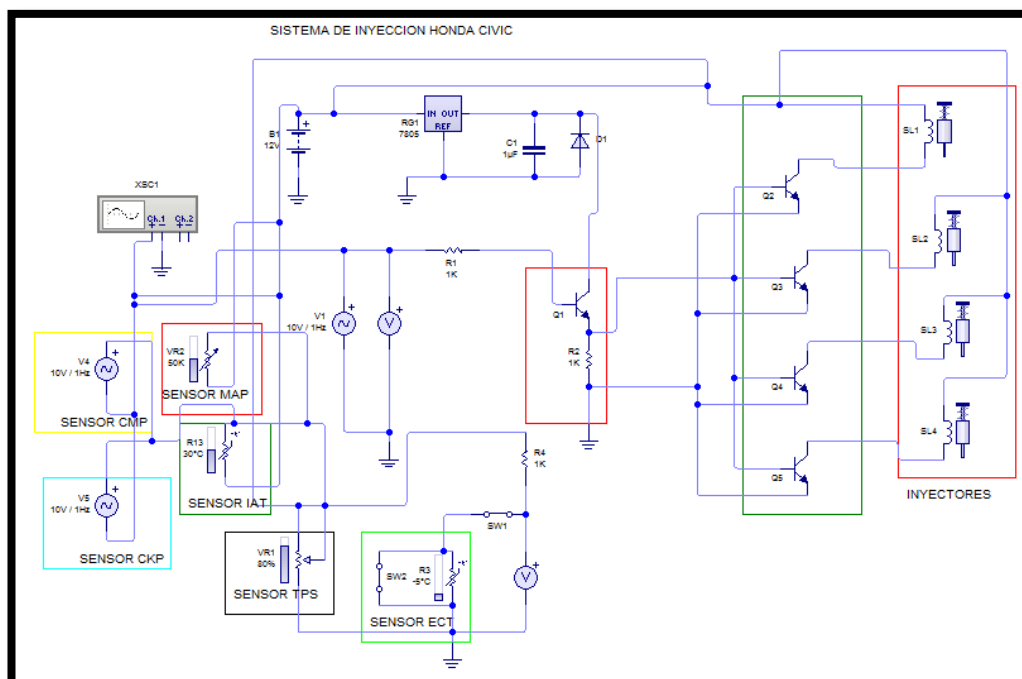 SISTEMA DE INYECCION HONDA CIVIC
RG1
7805
IN OUT
REF
B1
12V
C1
1µF
D1
XSC1
Ch.1 Ch.2
SL1
Q2
SL2
R1
1K
Q3
V1
10V / 1Hz
V
Q1
SL3
V4
10V / 1Hz
VR2
50K
R2
1K
SENSOR MAP
Q4
SENSOR CMP
SL4
R13
30°C
R4
1K
Q5
V5
10V / 1Hz
SENSOR IAT
INYECTORES
SW1
SENSOR CKP
VR1
80%
SW2
R3
-5°C
V
SENSOR TPS
SENSOR ECT